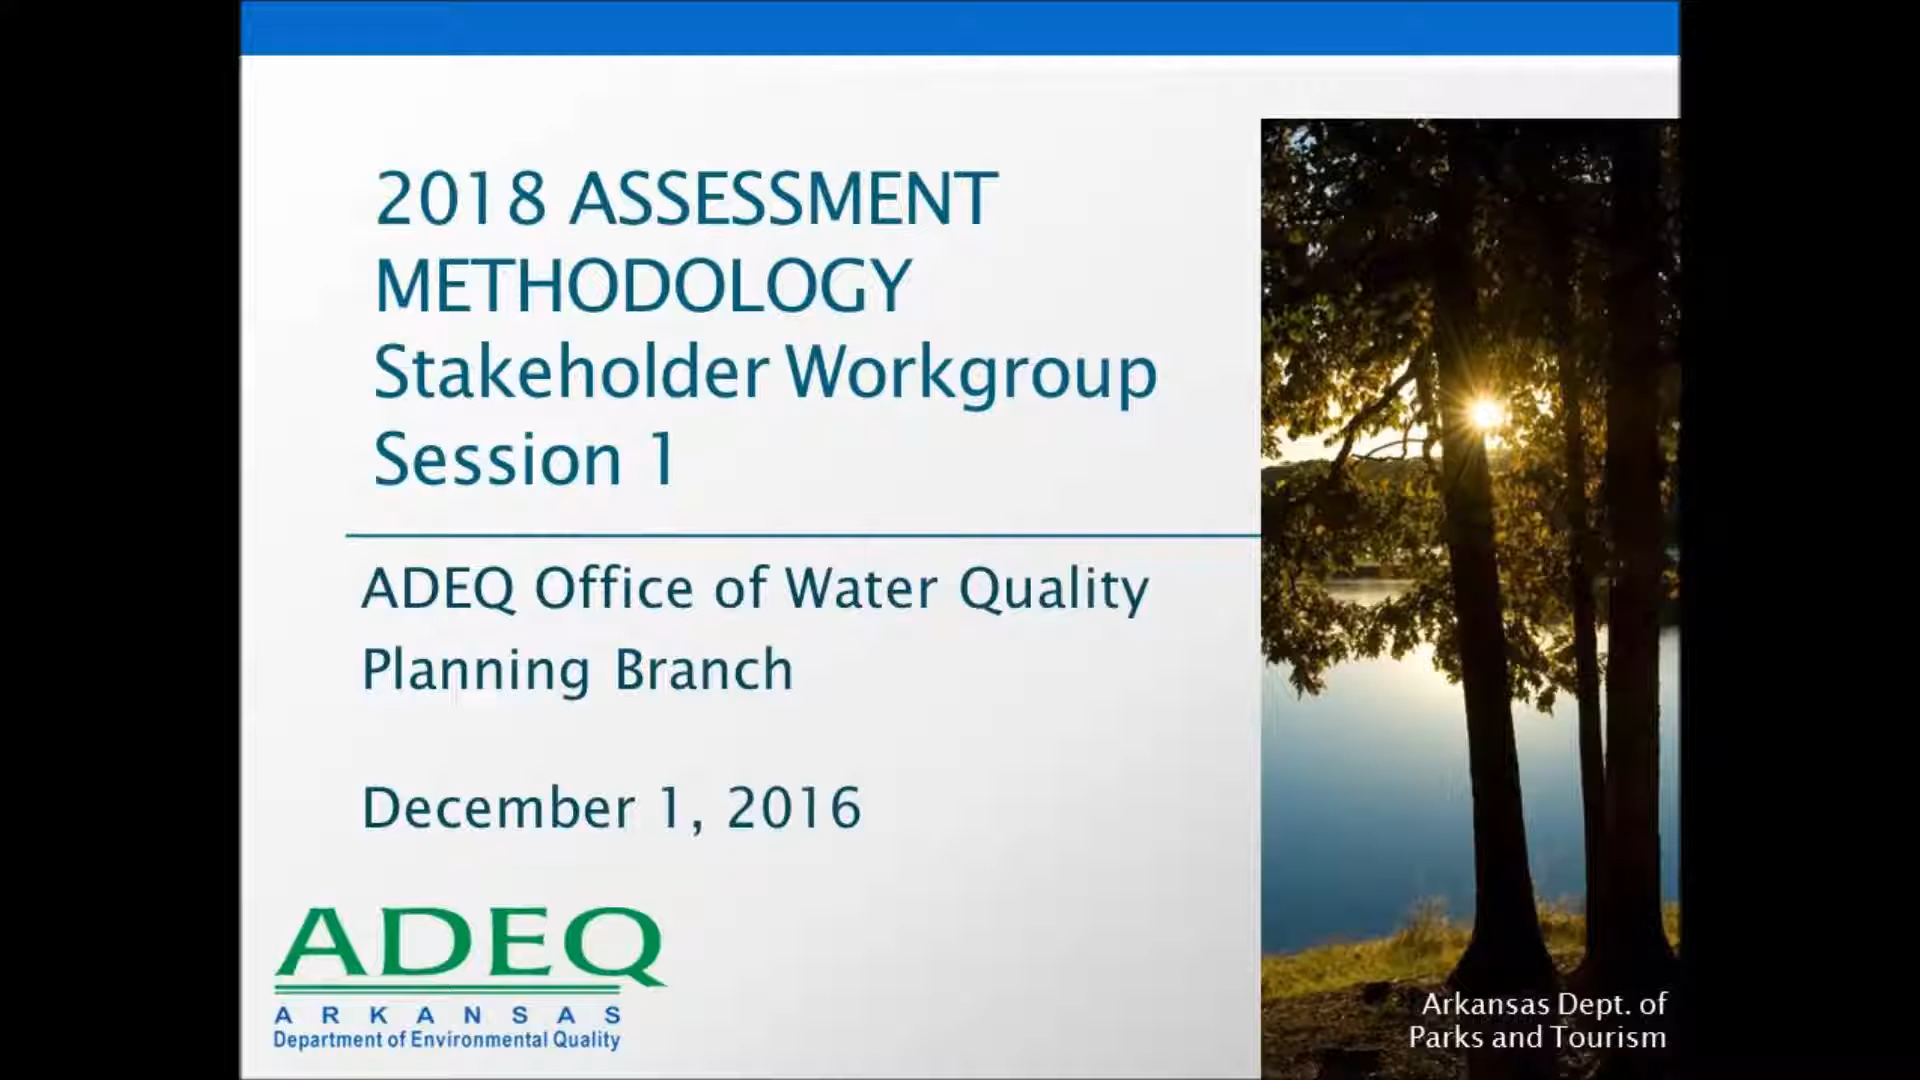 2018 ASSESSMENT
METHODOLOGY
Stakeholder Workgroup
Session 1
ADEQ Office of Water Quality
Planning Branch
December 1, 2016
ADEQ
ARKANSAS
Department of Environmental Quality
Arkansas Dept. of
Parks and Tourism